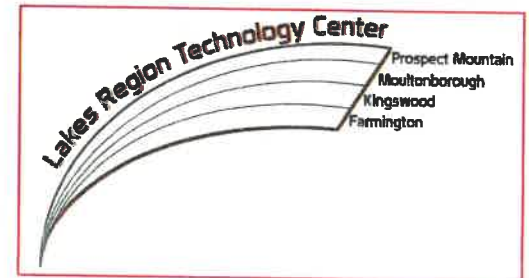 Lakes Region Technology Center
Prospect Mountain
Moultonborough
Kingswood
Farmington